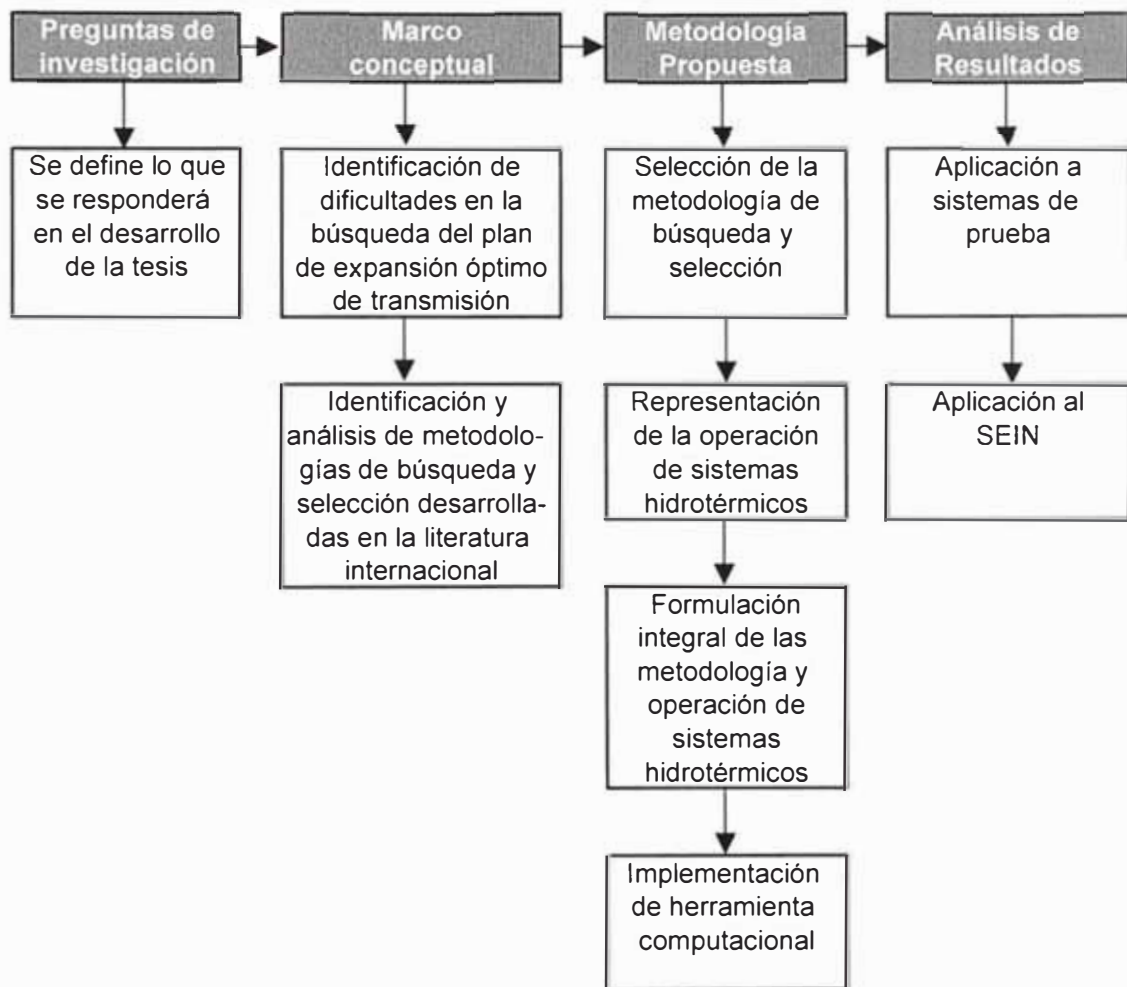 Preguntas de
investigación
Marco
conceptual
Metodología
Propuesta
Análisis de
Resultados
Se define lo que
se responderá
en el desarrollo
de la tesis
Identificación de
dificultades en la
búsqueda del plan
de expansión óptimo
de transmisión
Identificación y
análisis de metodolo-
gías de búsqueda y
selección desarrolla-
das en la literatura
internacional
Selección de la
metodología de
búsqueda y
selección
Representación
de la operación
de sistemas
hidrotérmicos
Formulación
integral de las
metodología y
operación de
sistemas
hidrotérmicos
Implementación
de herramienta
computacional
Aplicación a
sistemas de
prueba
Aplicación al
SEIN